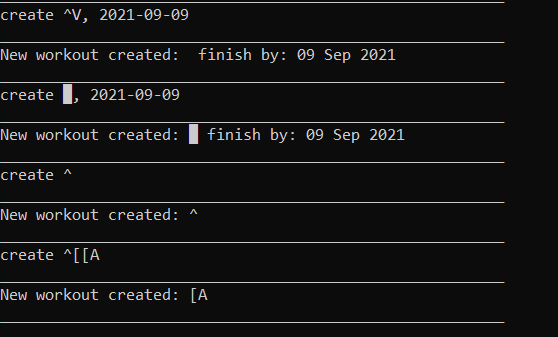 create ^V, 2021-09-09
New workout created:  finish by: 09 Sep 2021
create █, 2021-09-09
New workout created: █ finish by: 09 Sep 2021
create ^
New workout created: ^
create ^[[A
New workout created: [A